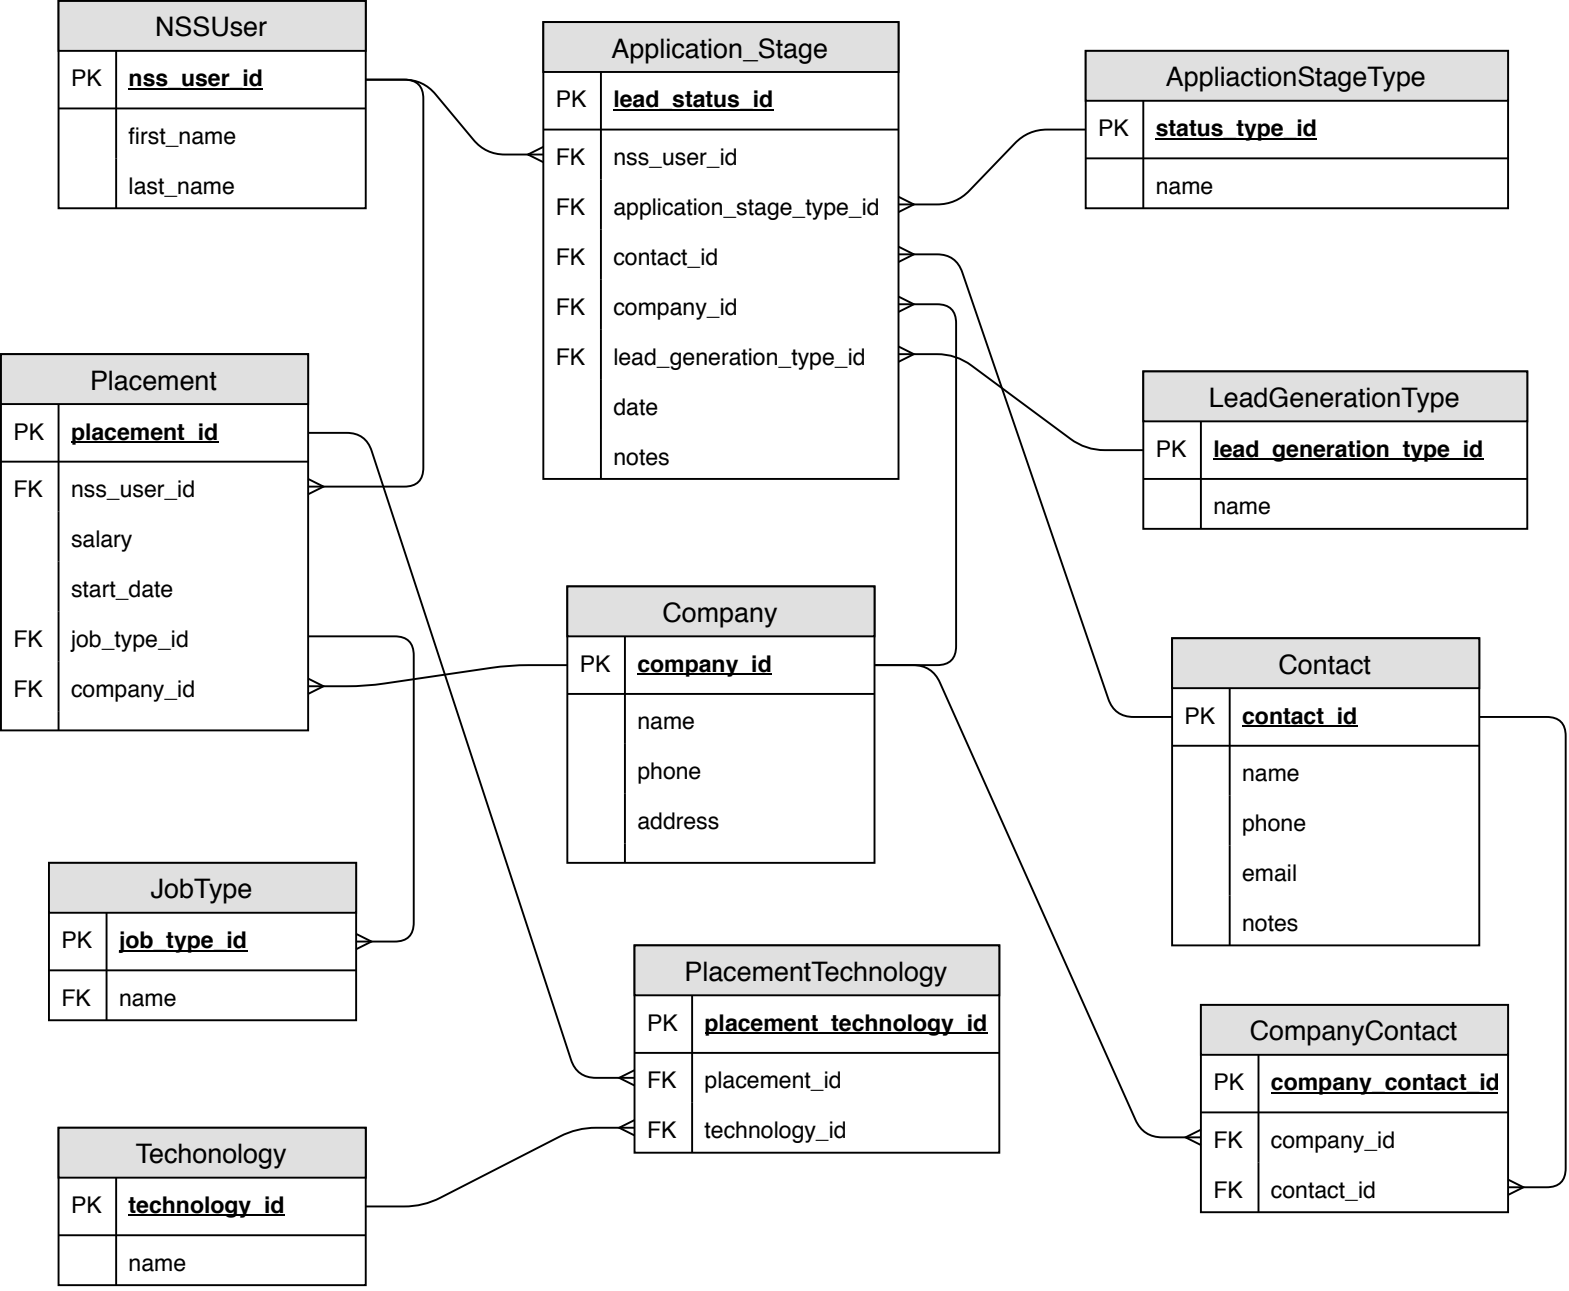 NSSUser
PK nss_user_id
first_name
last_name
Application_Stage
PK lead_status_id
FK nss_user_id
FK application_stage_type_id
FK contact_id
FK company_id
FK lead_generation_type_id
date
notes
AppliactionStageType
PK status_type_id
name
Placement
PK placement_id
FK nss_user_id
salary
start_date
FK job_type_id
FK company_id
LeadGenerationType
PK lead_generation_type_id
name
Company
PK company_id
name
phone
address
Contact
PK contact_id
name
phone
email
notes
JobType
PK job_type_id
FK name
PlacementTechnology
PK placement_technology_id
FK placement_id
FK technology_id
CompanyContact
PK company_contact_id
FK company_id
FK contact_id
Techonology
PK technology_id
name